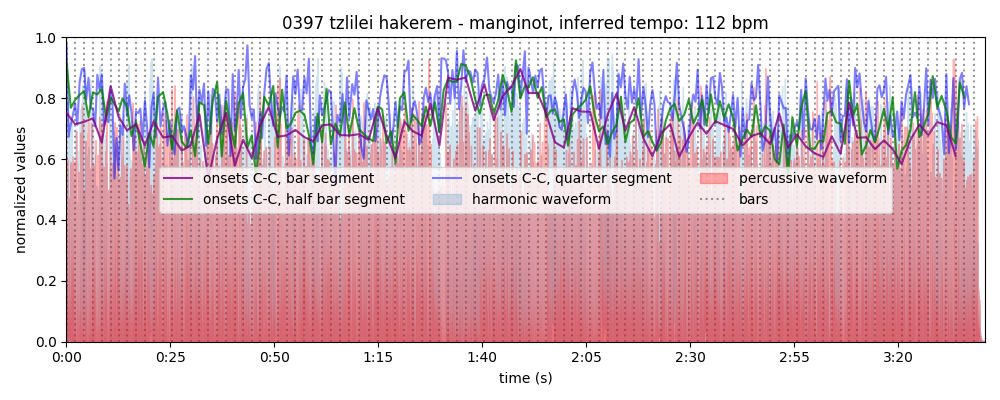 0397 tzlilei hakerem - manginot, inferred tempo: 112 bpm
1.0
0.8
0.6
0.4
0.2
0.0
normalized values
onsets C-C, bar segment
onsets C-C, half bar segment
onsets C-C, quarter segment
harmonic waveform
percussive waveform
bars
0:00 0:25 0:50 1:15 1:40 2:05 2:30 2:55 3:20
time (s)